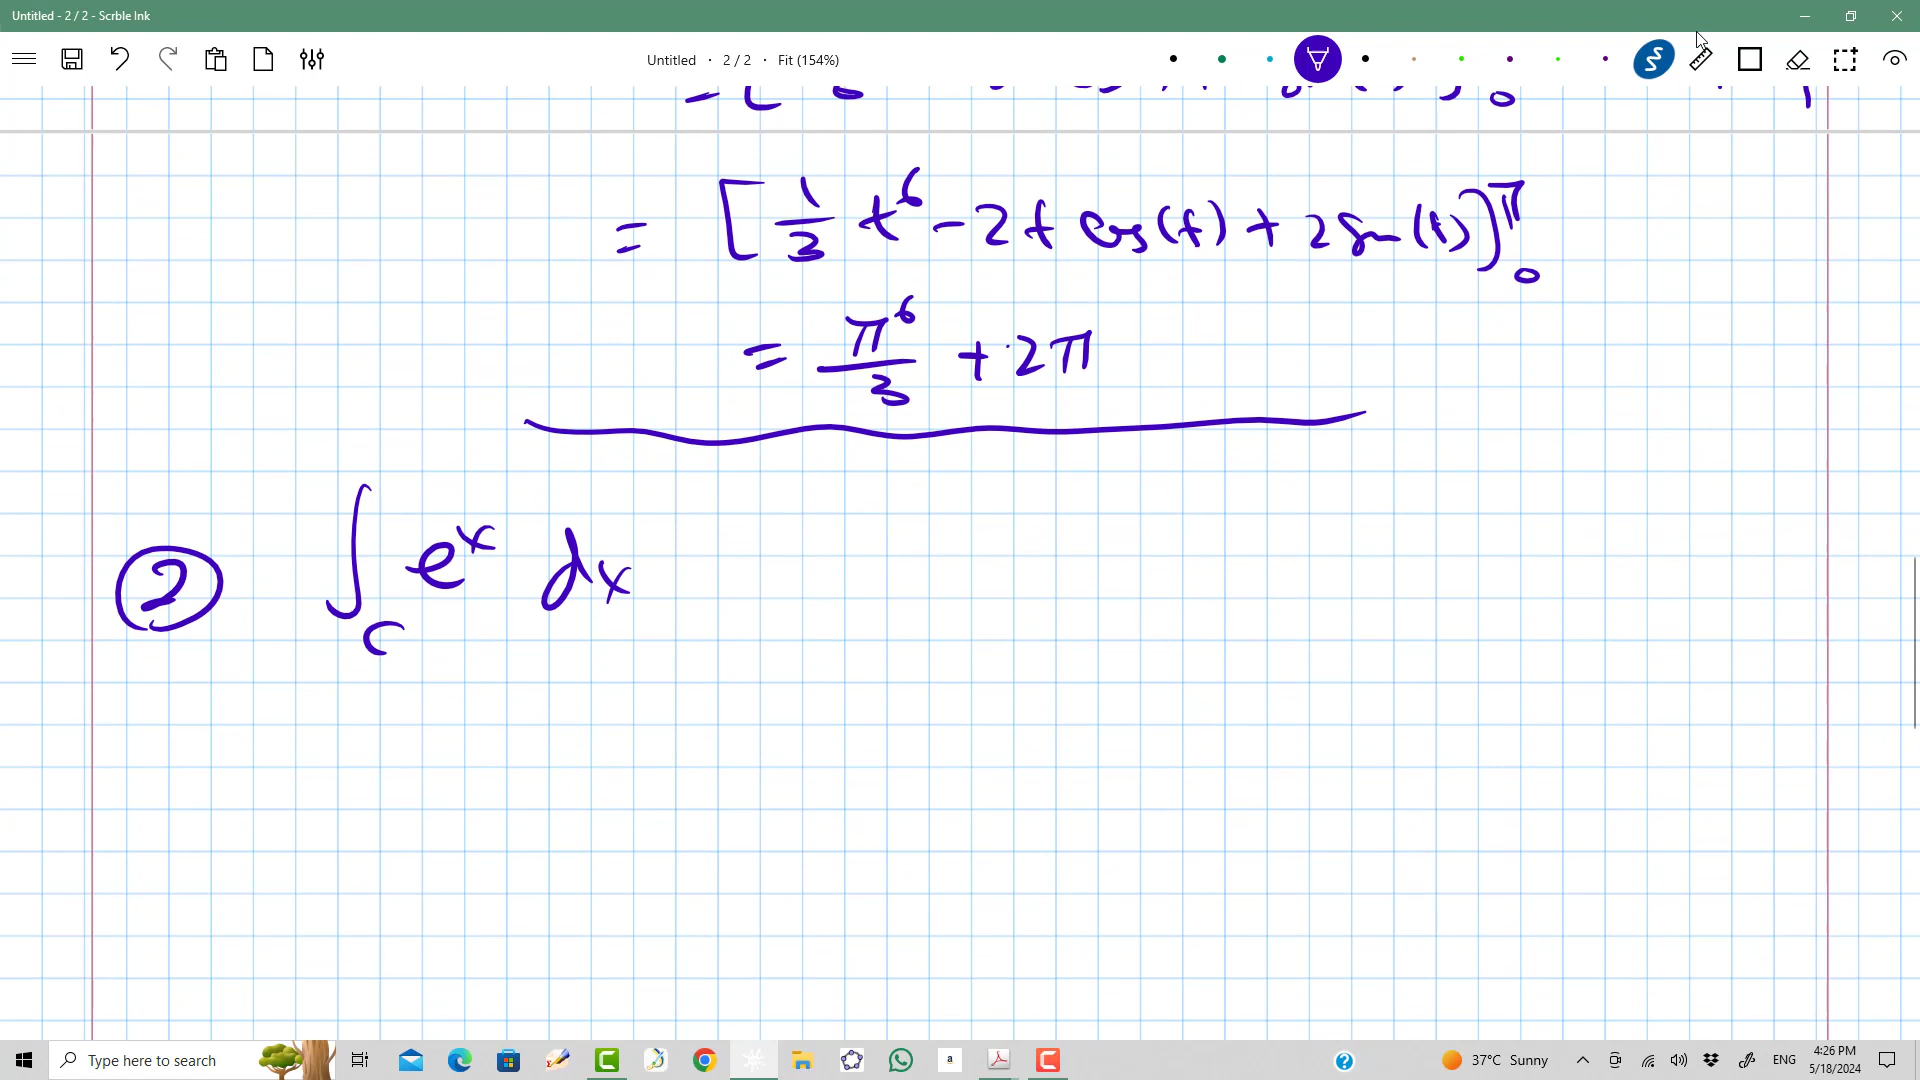 Untitled - 2 / 2 - Scrble Ink
Untitled · 2 / 2 · Fit (154%)
= [ 1/3 t^6 - 2t cos(t) + 2 sin(t) ]_0^π
= π^6/3 + 2π
② ∫_C e^x dx
Type here to search
a
37°C Sunny
ENG
4:26 PM
5/18/2024